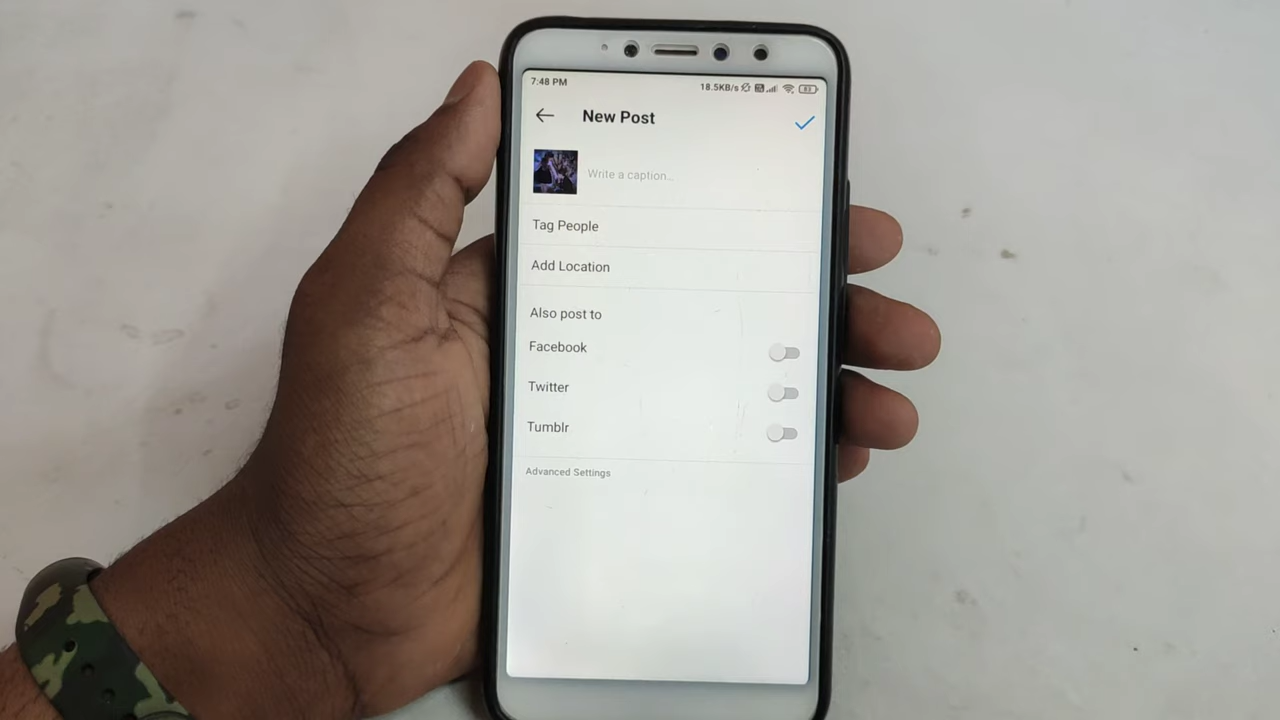 7:48 PM 18.5KB/s 83
New Post
Write a caption...
Tag People
Add Location
Also post to
Facebook
Twitter
Tumblr
Advanced Settings